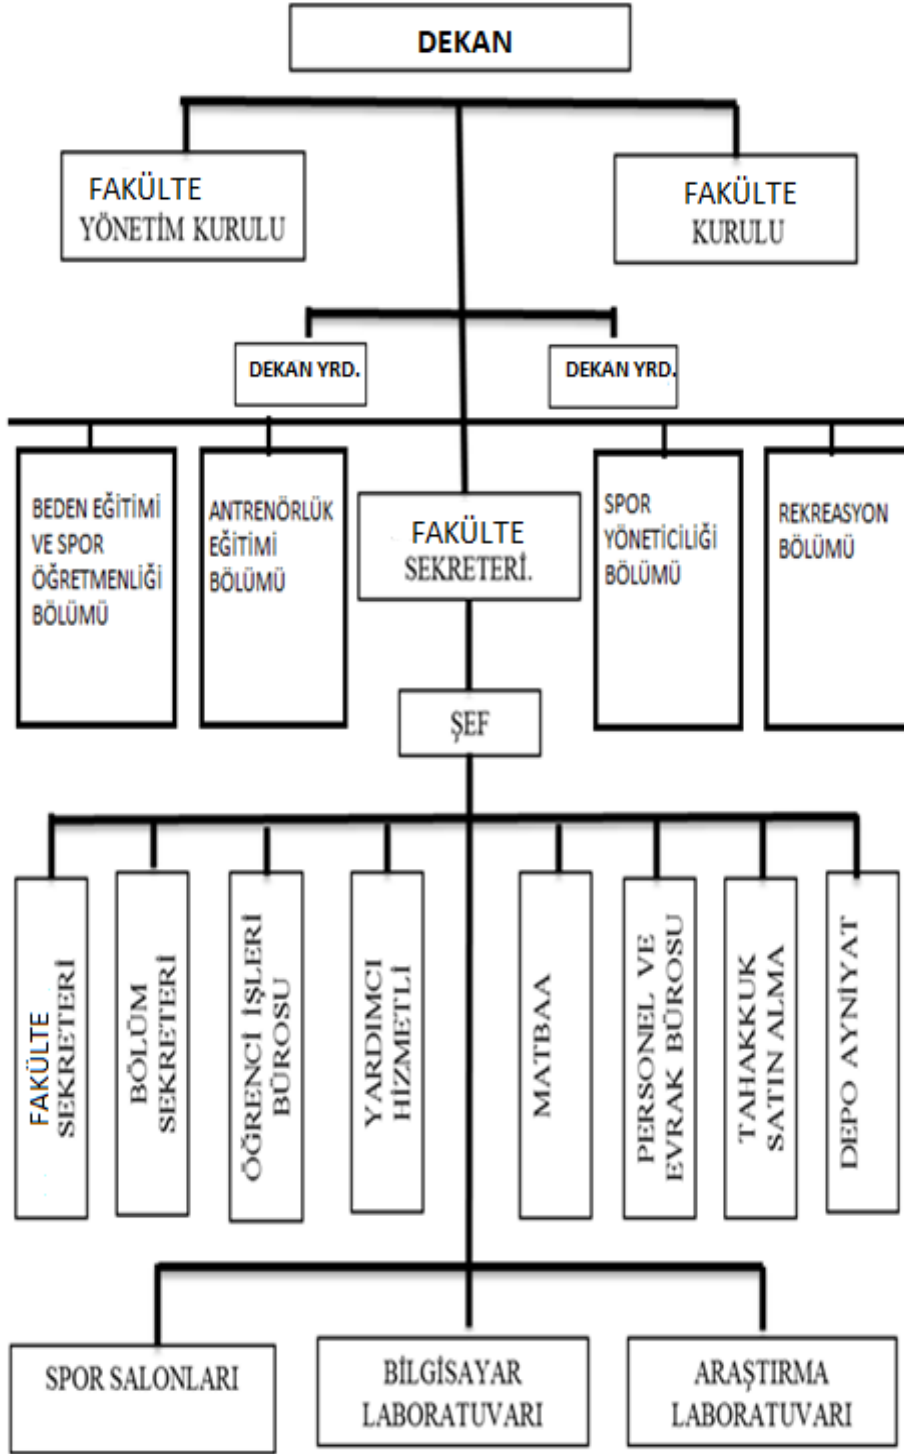 DEKAN
FAKÜLTE
YÖNETİM KURULU
FAKÜLTE
KURULU
DEKAN YRD.
DEKAN YRD.
BEDEN EĞİTİMİ
VE SPOR
ÖĞRETMENLİĞİ
BÖLÜMÜ
ANTRENÖRLÜK
EĞİTİMİ
BÖLÜMÜ
FAKÜLTE
SEKRETERİ.
SPOR
YÖNETİCİLİĞİ
BÖLÜMÜ
REKREASYON
BÖLÜMÜ
ŞEF
FAKÜLTE
SEKRETERİ
BÖLÜM
SEKRETERİ
ÖĞRENCİ İŞLERİ
BÜROSU
YARDIMCI
HİZMETLİ
MATBAA
PERSONEL VE
EVRAK BÜROSU
TAHAKKUK
SATIN ALMA
DEPO AYNİYAT
SPOR SALONLARI
BİLGİSAYAR
LABORATUVARI
ARAŞTIRMA
LABORATUVARI